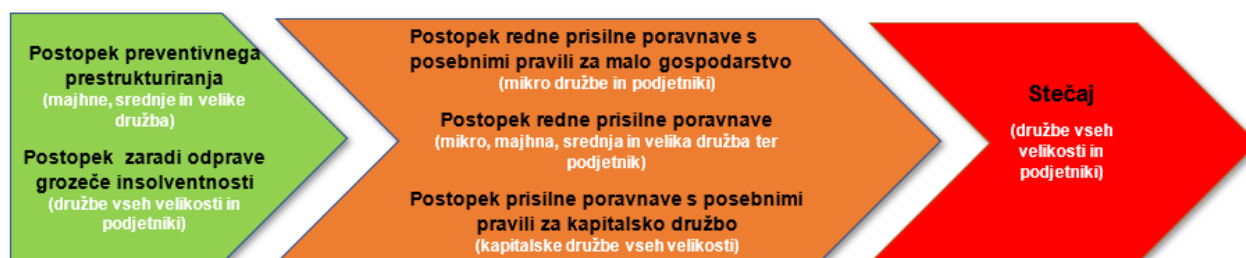 Postopek preventivnega
prestrukturiranja
(majhne, srednje in velike
družba)
Postopek zaradi odprave
grozeče insolventnosti
(družbe vseh velikosti in
podjetniki)
Postopek redne prisilne poravnave s
posebnimi pravili za malo gospodarstvo
(mikro družbe in podjetniki)
Postopek redne prisilne poravnave
(mikro, majhna, srednja in velika družba ter
podjetnik)
Postopek prisilne poravnave s posebnimi
pravili za kapitalsko družbo
(kapitalske družbe vseh velikosti)
Stečaj
(družbe vseh
velikosti in
podjetniki)